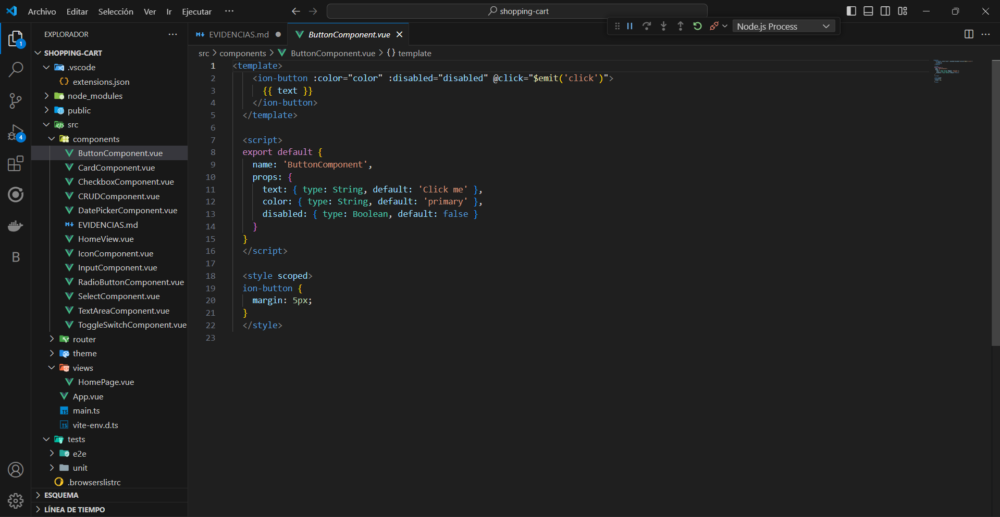 Archivo Editar Selección Ver Ir Ejecutar ···
shopping-cart
Node.js Process
EXPLORADOR ···
SHOPPING-CART
.vscode
extensions.json
node_modules
public
src
components
ButtonComponent.vue
CardComponent.vue
CheckboxComponent.vue
CRUDComponent.vue
DatePickerComponent.vue
EVIDENCIAS.md
HomeView.vue
IconComponent.vue
InputComponent.vue
RadioButtonComponent.vue
SelectComponent.vue
TextAreaComponent.vue
ToggleSwitchComponent.vue
router
theme
views
HomePage.vue
App.vue
TS main.ts
TS vite-env.d.ts
tests
e2e
unit
.browserslistrc
ESQUEMA
LÍNEA DE TIEMPO
1
4
B
EVIDENCIAS.md ButtonComponent.vue
src > components > ButtonComponent.vue > {} template
1 <template>
2 <ion-button :color="color" :disabled="disabled" @click="$emit('click')">
3 {{ text }}
4 </ion-button>
5 </template>
6
7 <script>
8 export default {
9 name: 'ButtonComponent',
10 props: {
11 text: { type: String, default: 'Click me' },
12 color: { type: String, default: 'primary' },
13 disabled: { type: Boolean, default: false }
14 }
15 }
16 </script>
17
18 <style scoped>
19 ion-button {
20 margin: 5px;
21 }
22 </style>
23